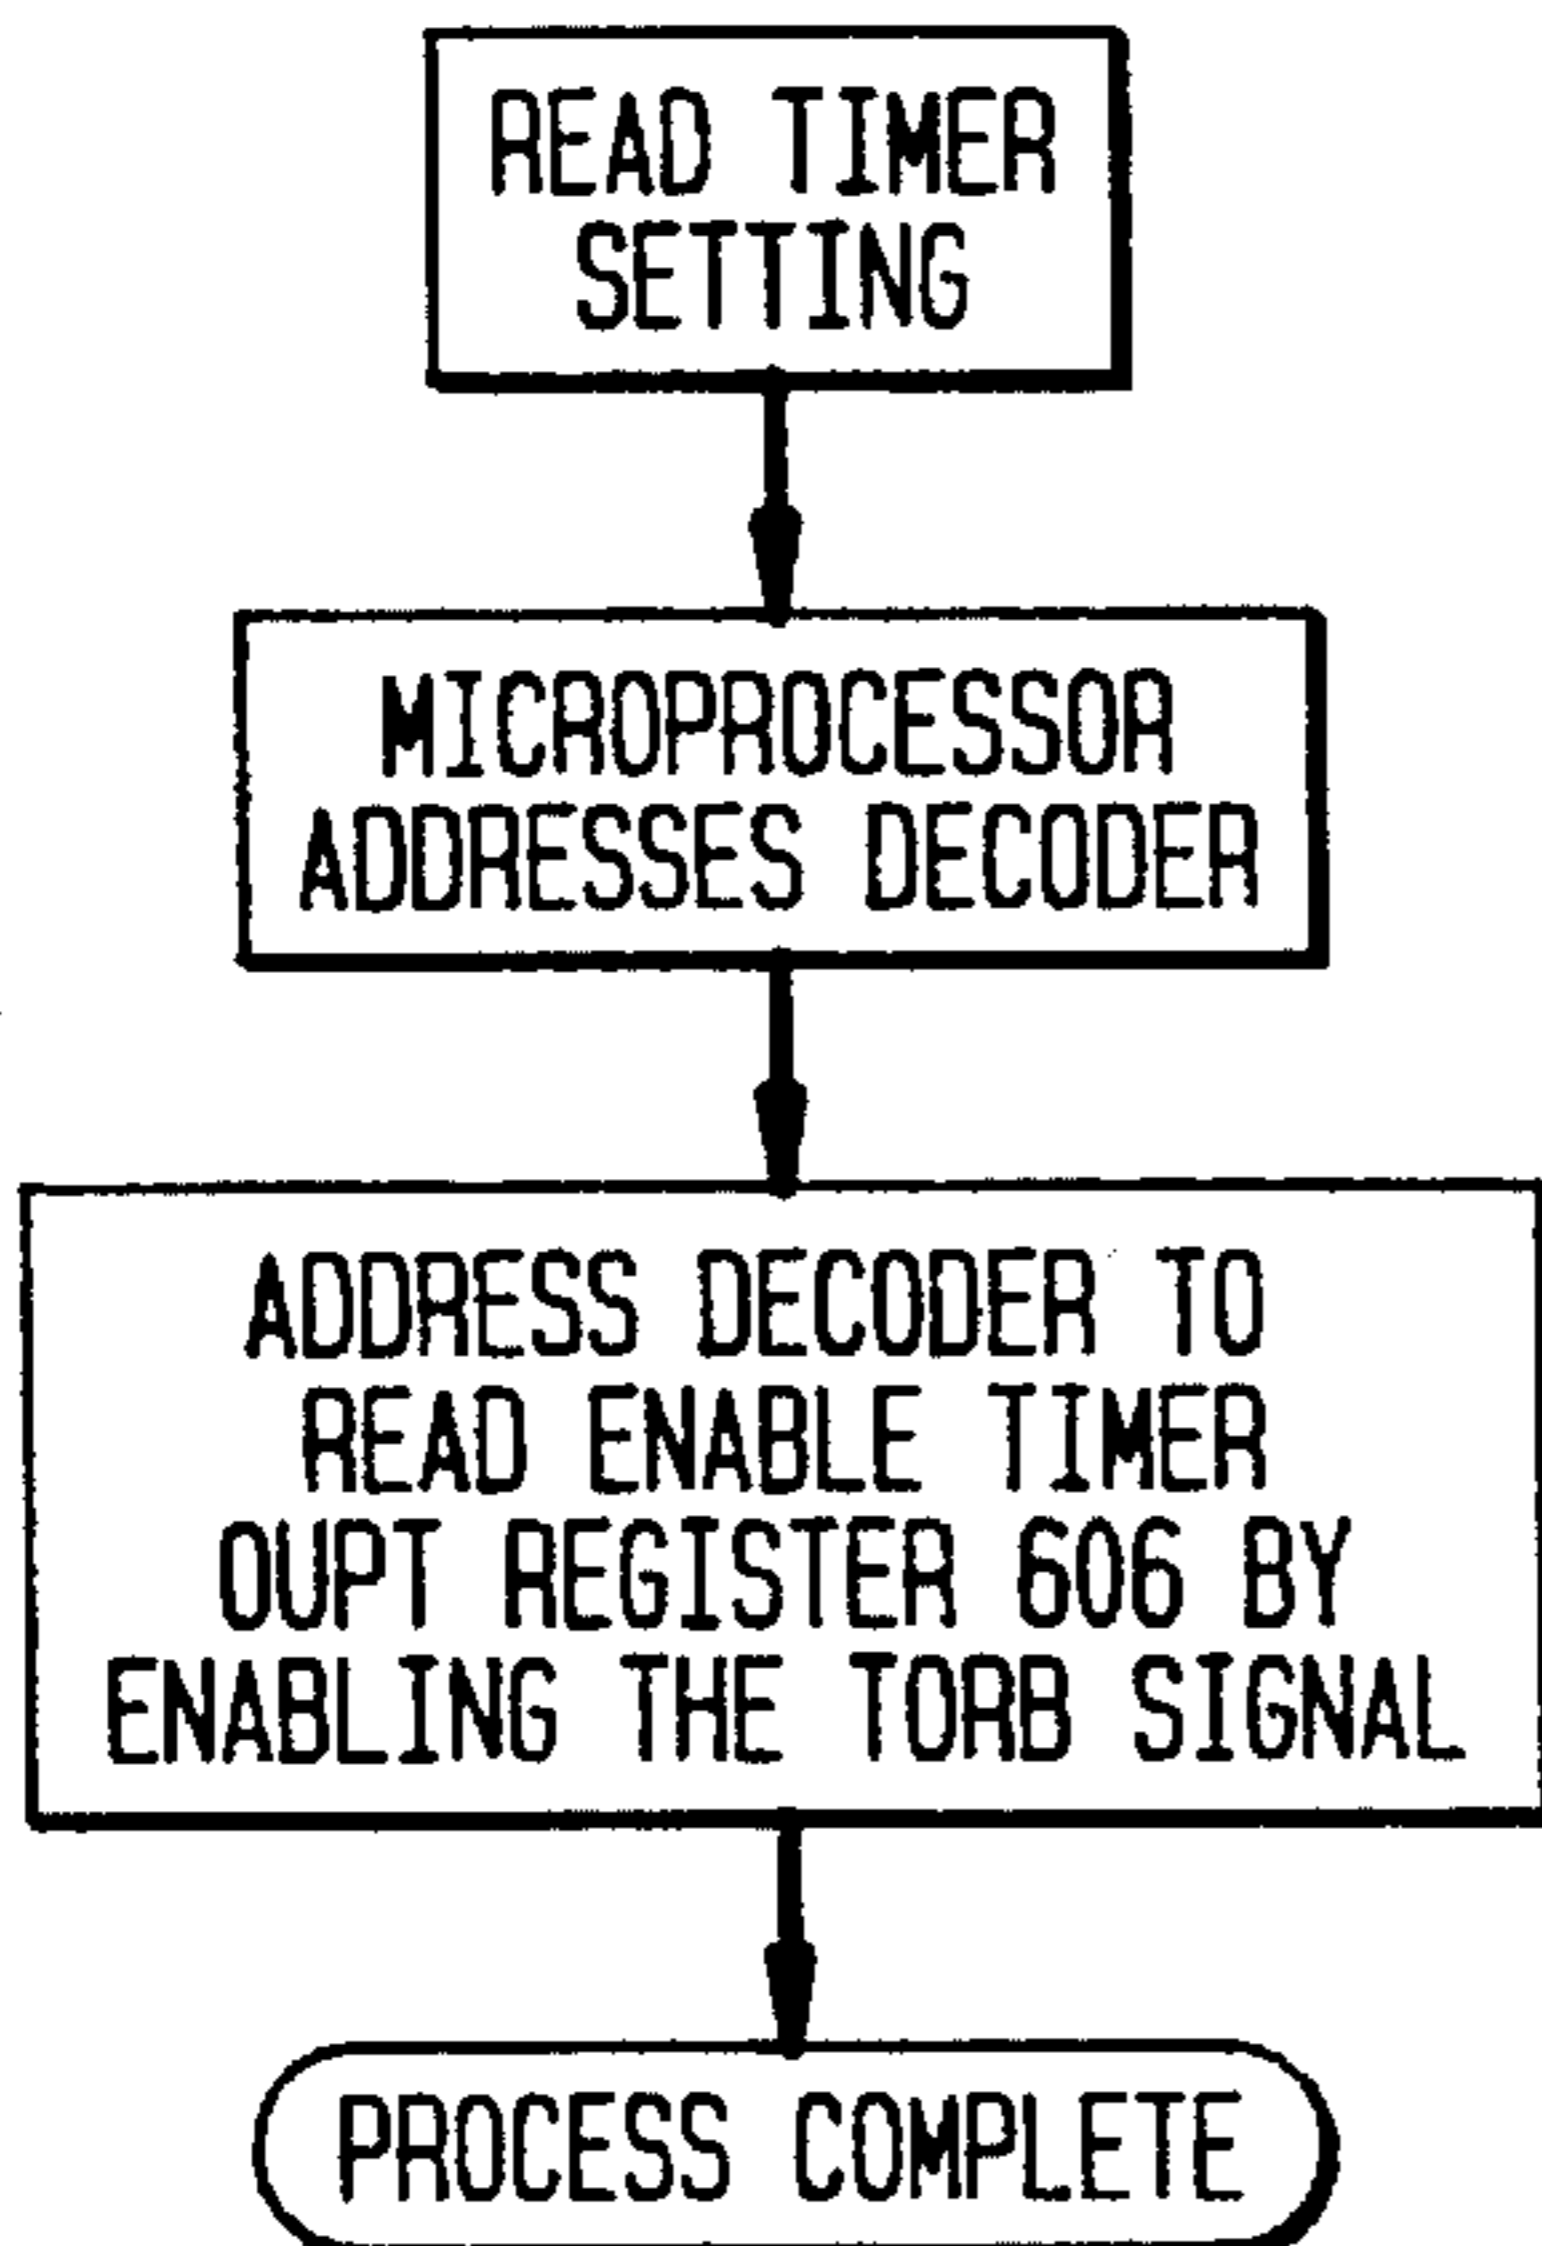 READ TIMER
SETTING
MICROPROCESSOR
ADDRESSES DECODER
ADDRESS DECODER TO
READ ENABLE TIMER
OUPT REGISTER 606 BY
ENABLING THE TORB SIGNAL
PROCESS COMPLETE